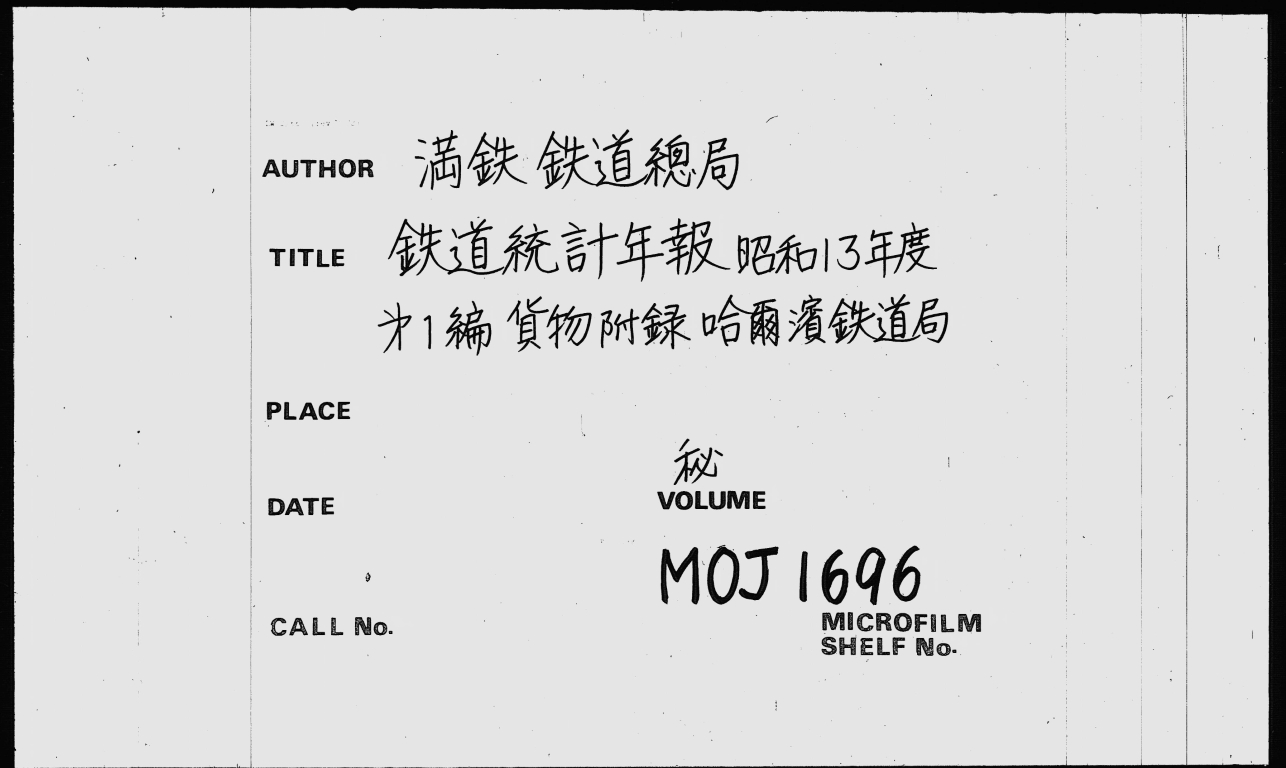 AUTHOR 満鉄 鉄道總局
TITLE 鉄道統計年報 昭和13年度
才1編 貨物附録 哈爾濱鉄道局
PLACE
秘
DATE VOLUME
MOJ 1696
CALL No. MICROFILM
SHELF No.